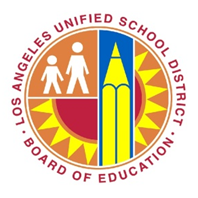 LOS ANGELES UNIFIED SCHOOL DISTRICT
• BOARD OF EDUCATION •